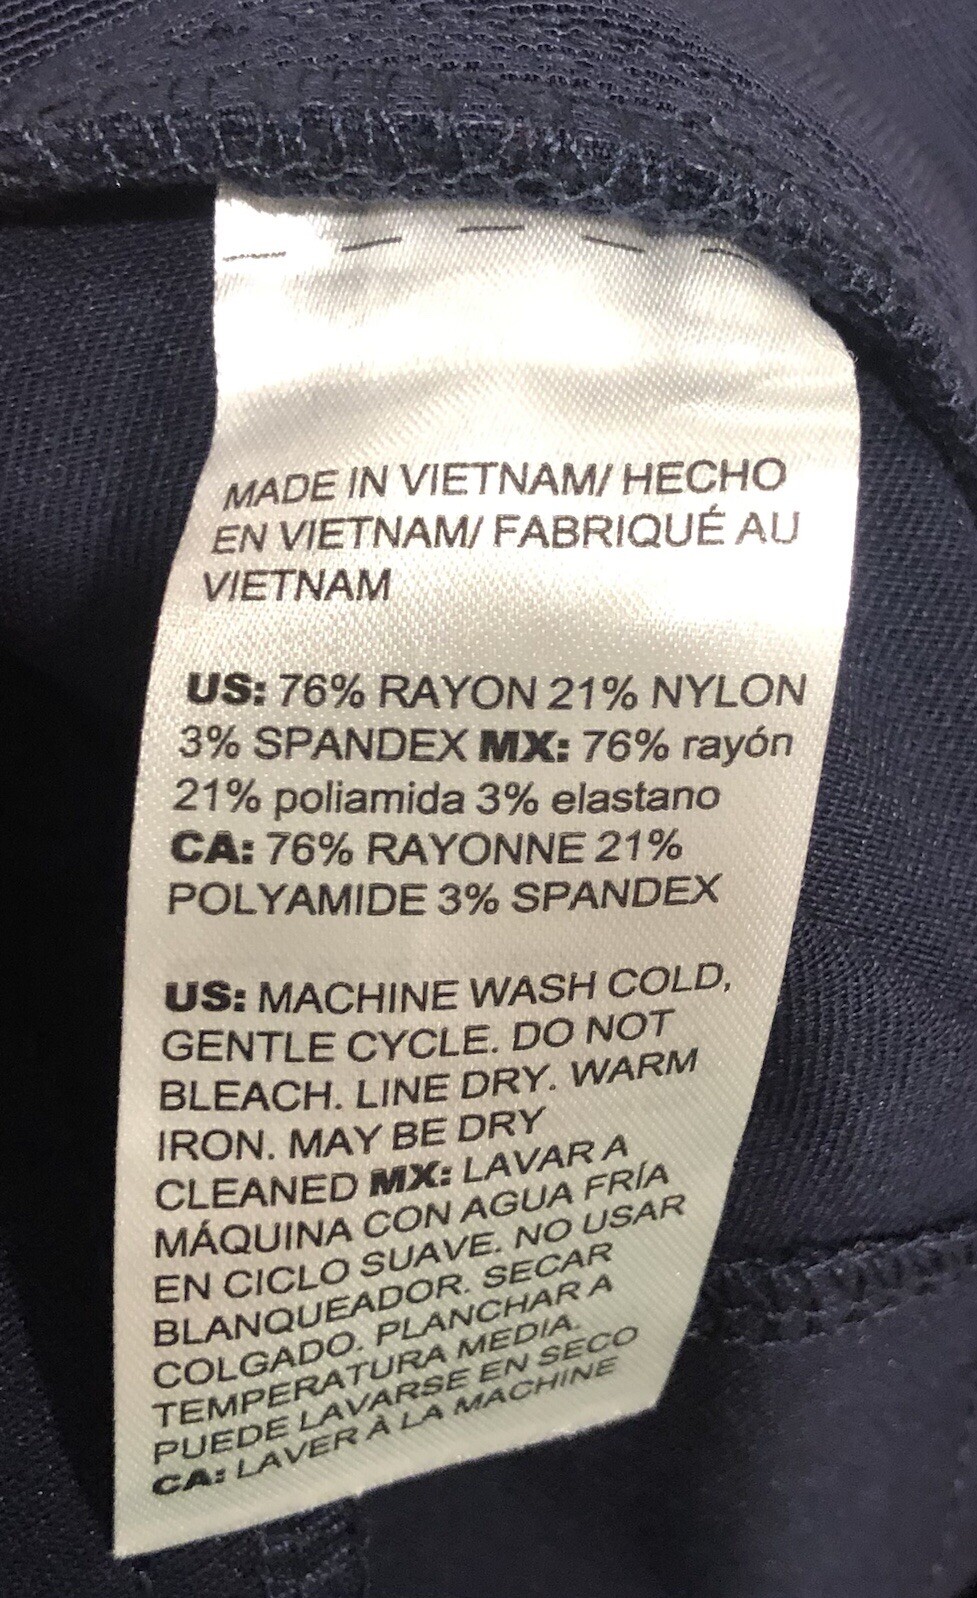 MADE IN VIETNAM/ HECHO
EN VIETNAM/ FABRIQUÉ AU
VIETNAM
US: 76% RAYON 21% NYLON
3% SPANDEX MX: 76% rayón
21% poliamida 3% elastano
CA: 76% RAYONNE 21%
POLYAMIDE 3% SPANDEX
US: MACHINE WASH COLD,
GENTLE CYCLE. DO NOT
BLEACH. LINE DRY. WARM
IRON. MAY BE DRY
CLEANED MX: LAVAR A
MÁQUINA CON AGUA FRÍA
EN CICLO SUAVE. NO USAR
BLANQUEADOR. SECAR
COLGADO. PLANCHAR A
TEMPERATURA MEDIA.
PUEDE LAVARSE EN SECO
CA: LAVER À LA MACHINE